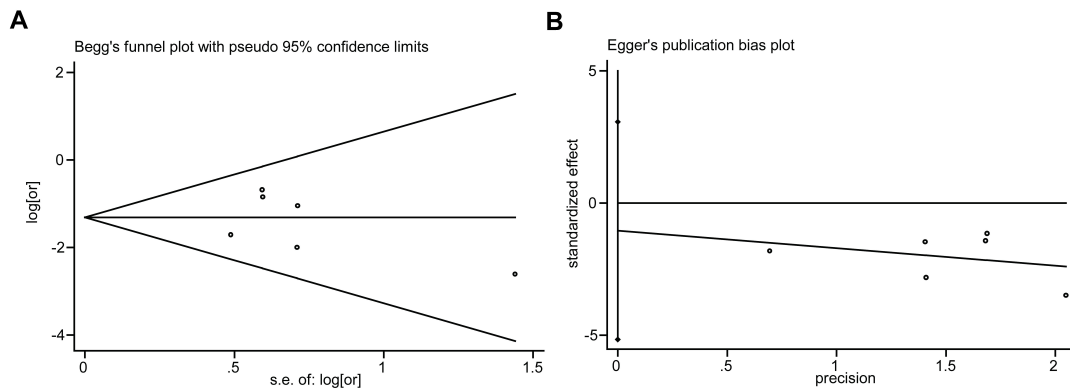 A
Begg's funnel plot with pseudo 95% confidence limits
2
0
-2
-4
log[or]
0
.5
1
1.5
s.e. of: log[or]
B
Egger's publication bias plot
5
0
-5
standardized effect
0
.5
1
1.5
2
precision